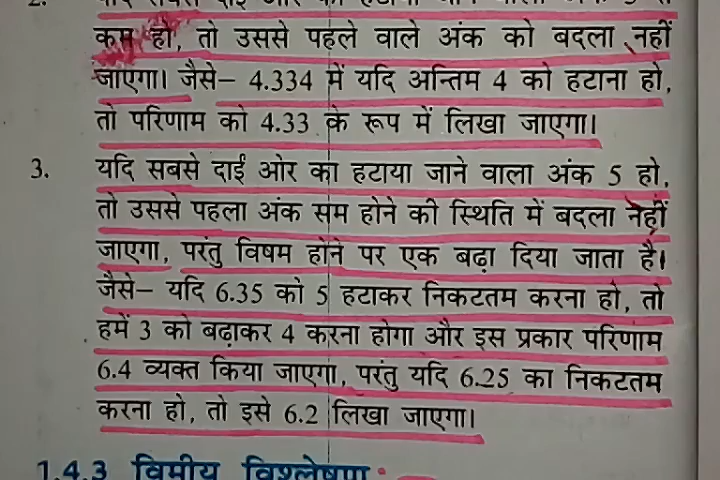 कम हो, तो उससे पहले वाले अंक को बदला नहीं
जाएगा। जैसे– 4.334 में यदि अन्तिम 4 को हटाना हो,
तो परिणाम को 4.33 के रूप में लिखा जाएगा।
3. यदि सबसे दाईं ओर का हटाया जाने वाला अंक 5 हो,
तो उससे पहला अंक सम होने की स्थिति में बदला नहीं
जाएगा, परंतु विषम होने पर एक बढ़ा दिया जाता है।
जैसे– यदि 6.35 को 5 हटाकर निकटतम करना हो, तो
हमें 3 को बढ़ाकर 4 करना होगा और इस प्रकार परिणाम
6.4 व्यक्त किया जाएगा, परंतु यदि 6.25 का निकटतम
करना हो, तो इसे 6.2 लिखा जाएगा।
1.4.3 विमीय विश्लेषण